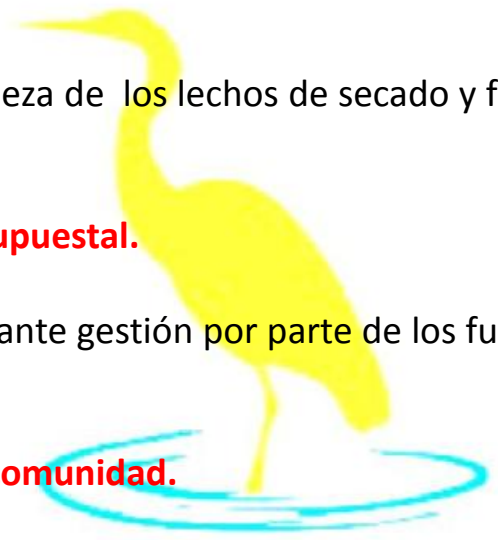 eza de los lechos de secado y f
upuestal.
ante gestión por parte de los fu
omunidad.